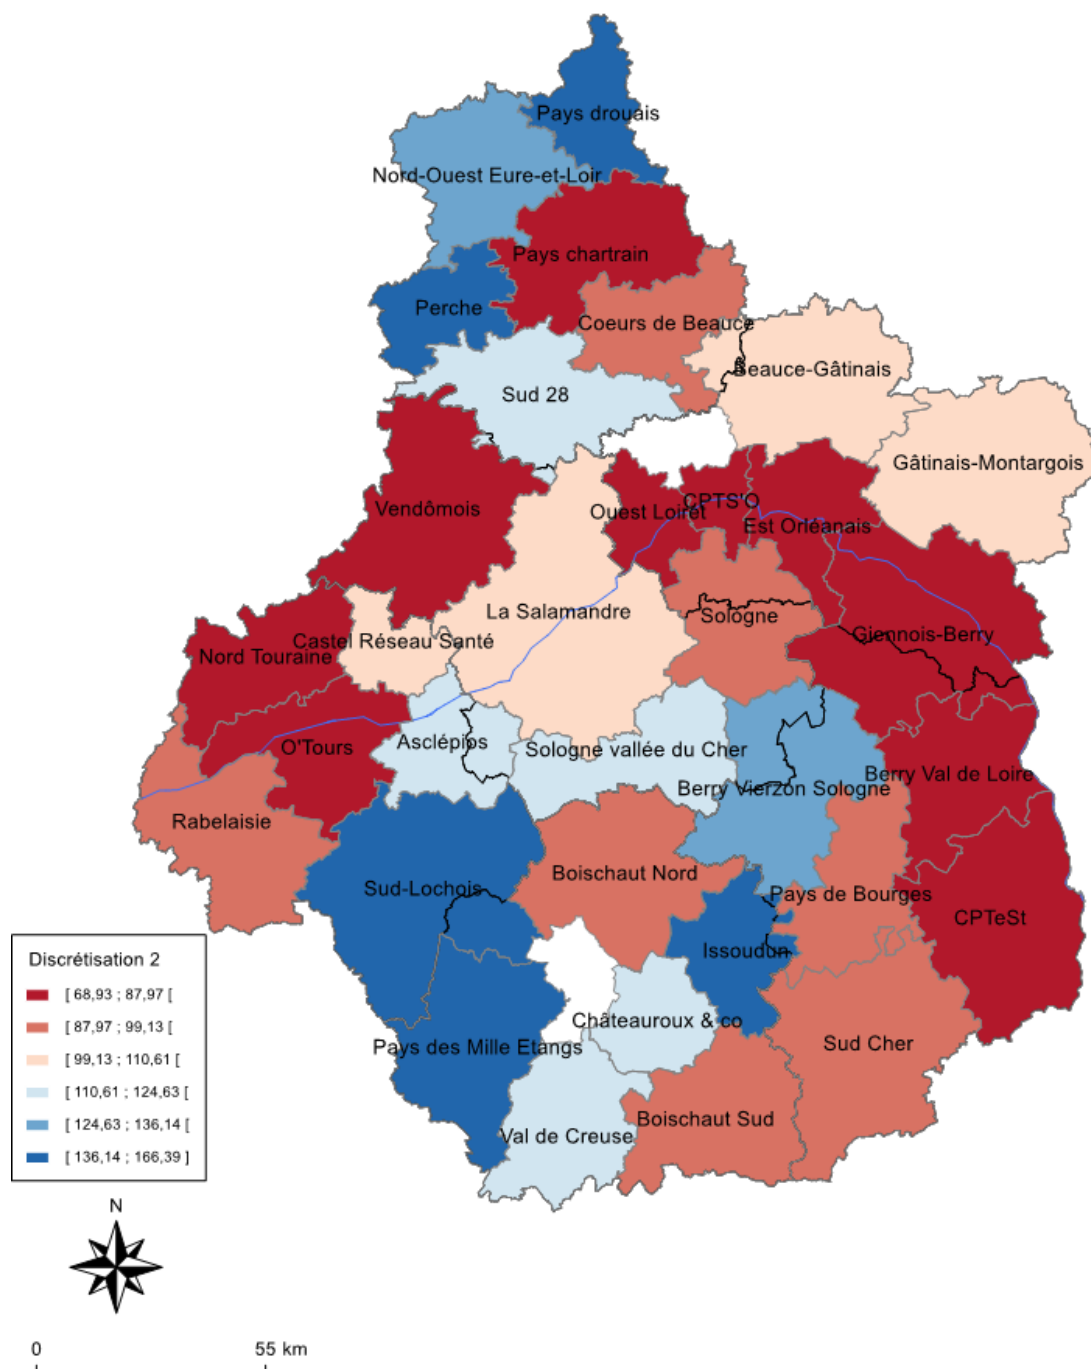 Pays drouais
Nord-Ouest Eure-et-Loir
Pays chartrain
Perche
Coeurs de Beauce
Beauce-Gâtinais
Sud 28
Gâtinais-Montargois
Vendômois
Ouest Loiret
CPTS'O
Est Orléanais
La Salamandre
Sologne
Giennois-Berry
Castel Réseau Santé
Nord Touraine
O'Tours
Asclépios
Sologne vallée du Cher
Berry Val de Loire
Berry Vierzon Sologne
Rabelaisie
Sud-Lochois
Boischaut Nord
Pays de Bourges
CPTeSt
Issoudun
Châteauroux & co
Pays des Mille Etangs
Sud Cher
Boischaut Sud
Val de Creuse
Discrétisation 2
[ 68,93 ; 87,97 [
[ 87,97 ; 99,13 [
[ 99,13 ; 110,61 [
[ 110,61 ; 124,63 [
[ 124,63 ; 136,14 [
[ 136,14 ; 166,39 ]
N
0 55 km